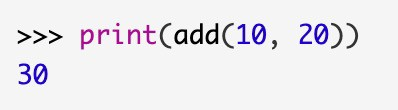 >>> print(add(10, 20))
30